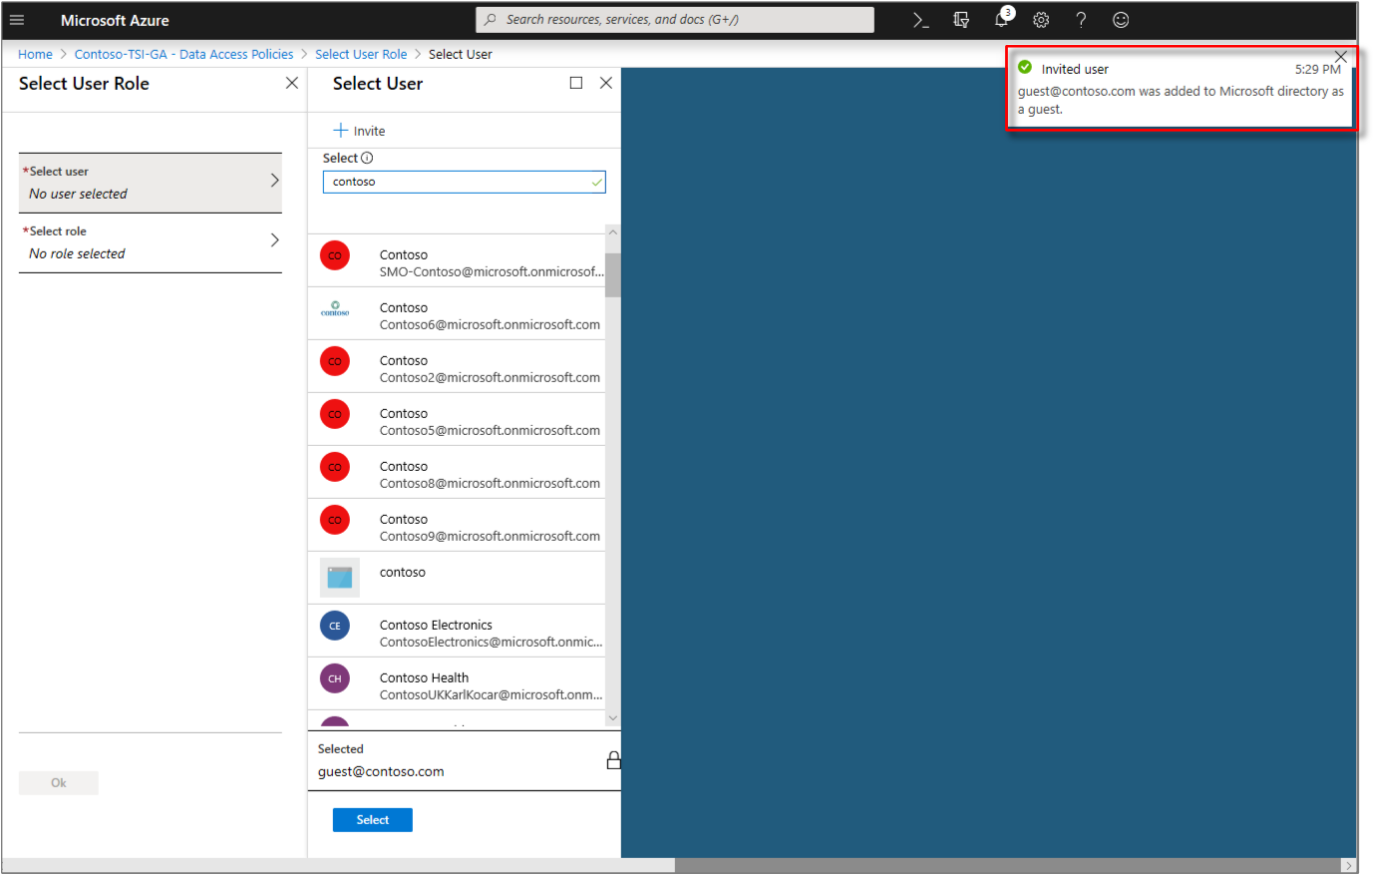 Microsoft Azure
Search resources, services, and docs (G+/)
3
Home > Contoso-TSI-GA - Data Access Policies > Select User Role > Select User
Invited user
5:29 PM
guest@contoso.com was added to Microsoft directory as
a guest.
Select User Role
*Select user
No user selected
*Select role
No role selected
Ok
Select User
+ Invite
Select
contoso
CO
Contoso
SMO-Contoso@microsoft.onmicrosof...
contoso
Contoso
Contoso6@microsoft.onmicrosoft.com
CO
Contoso
Contoso2@microsoft.onmicrosoft.com
CO
Contoso
Contoso5@microsoft.onmicrosoft.com
CO
Contoso
Contoso8@microsoft.onmicrosoft.com
CO
Contoso
Contoso9@microsoft.onmicrosoft.com
contoso
CE
Contoso Electronics
ContosoElectronics@microsoft.onmic...
CH
Contoso Health
ContosoUKKarlKocar@microsoft.onm...
Selected
guest@contoso.com
Select